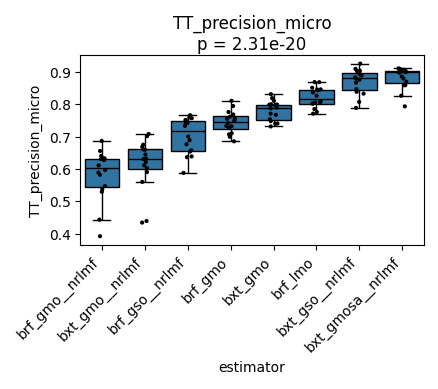 TT_precision_micro
p = 2.31e-20
TT_precision_micro
0.9
0.8
0.7
0.6
0.5
0.4
brf_gmo__nrlmf
bxt_gmo__nrlmf
brf_gso__nrlmf
brf_gmo
bxt_gmo
brf_lmo
bxt_gso__nrlmf
bxt_gmosa__nrlmf
estimator